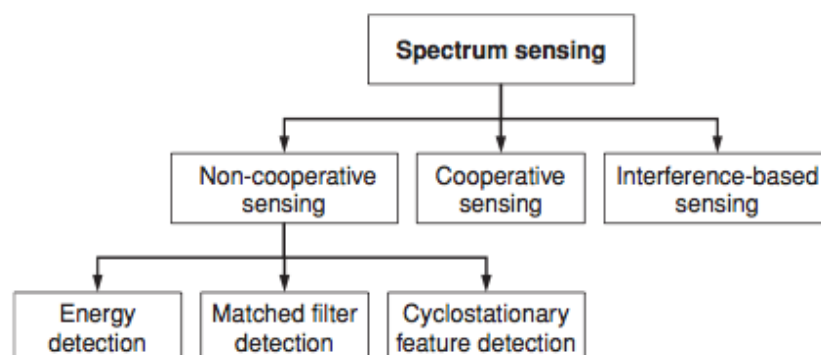 Spectrum sensing
Non-cooperative
sensing
Cooperative
sensing
Interference-based
sensing
Energy
detection
Matched filter
detection
Cyclostationary
feature detection